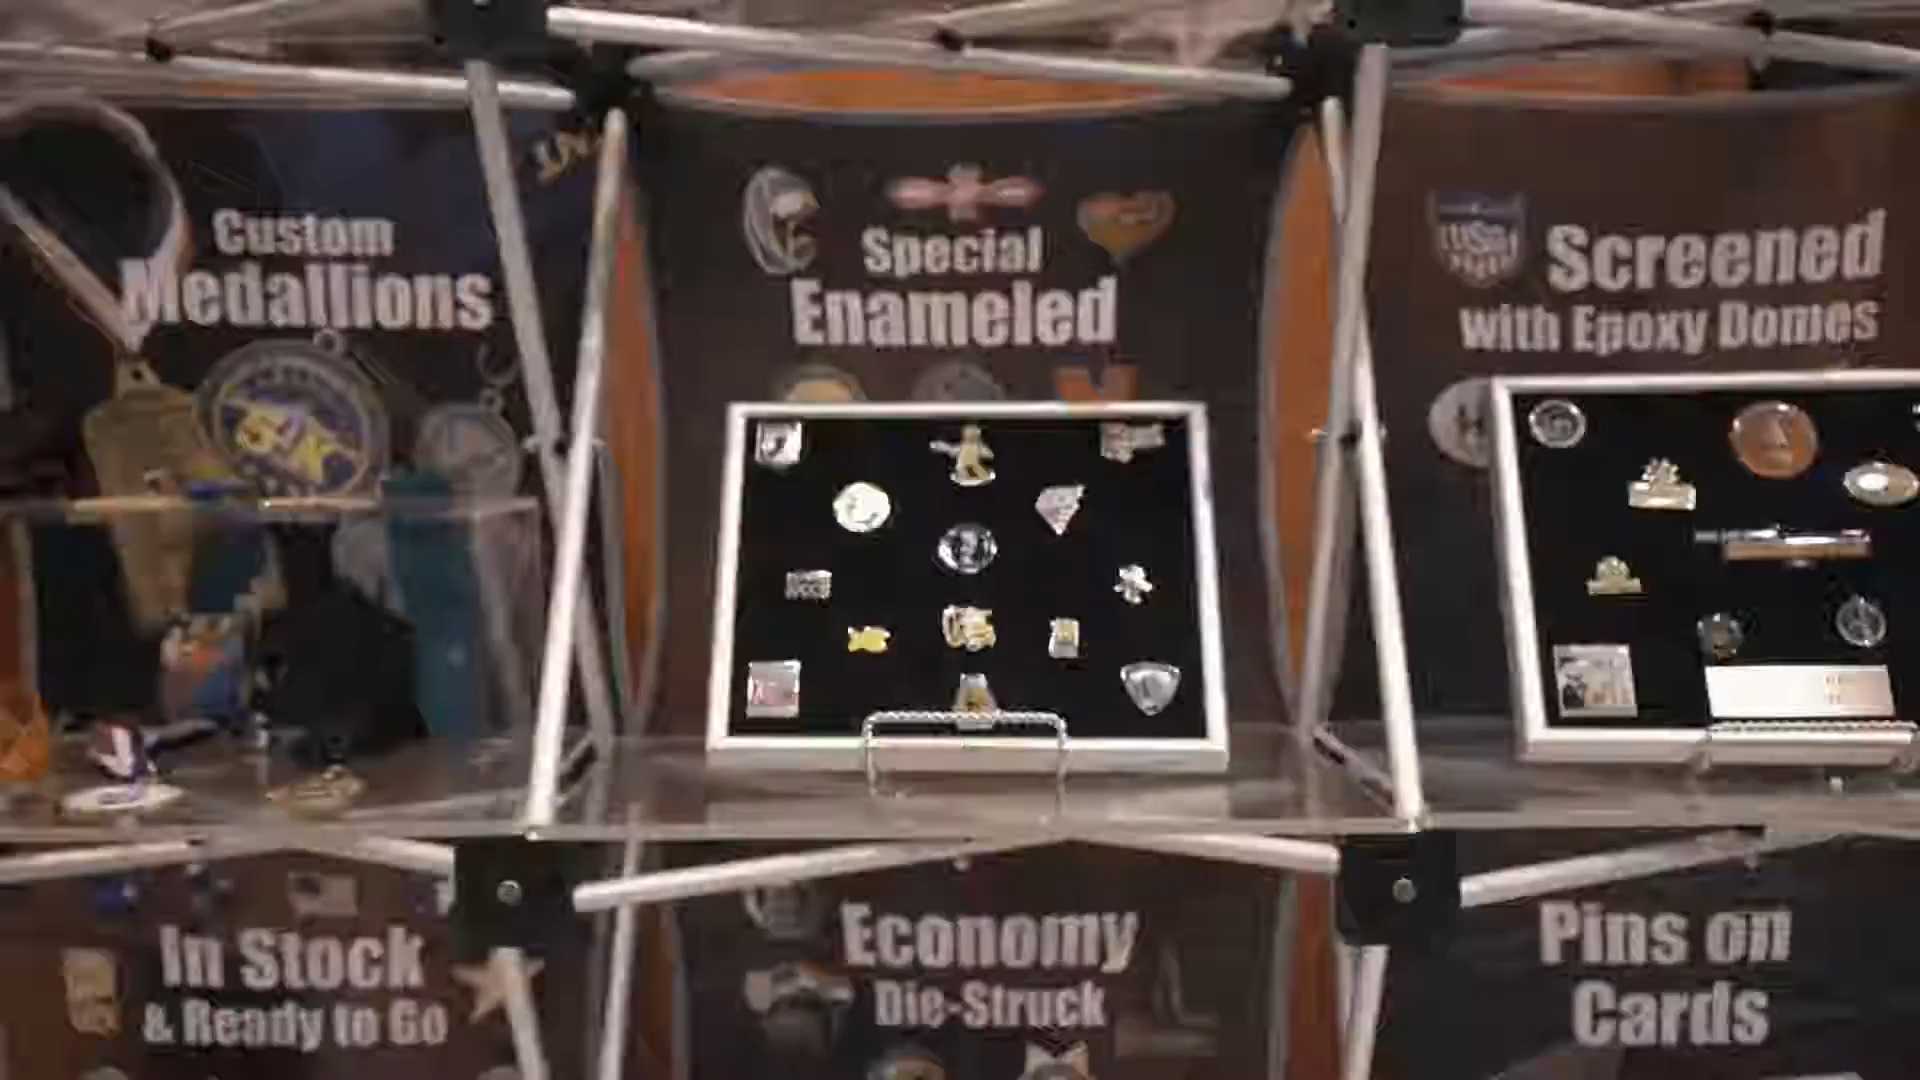 Custom
Medallions
Special
Enameled
USA
Screened
with Epoxy Domes
In Stock
& Ready to Go
Economy
Die-Struck
Pins on
Cards